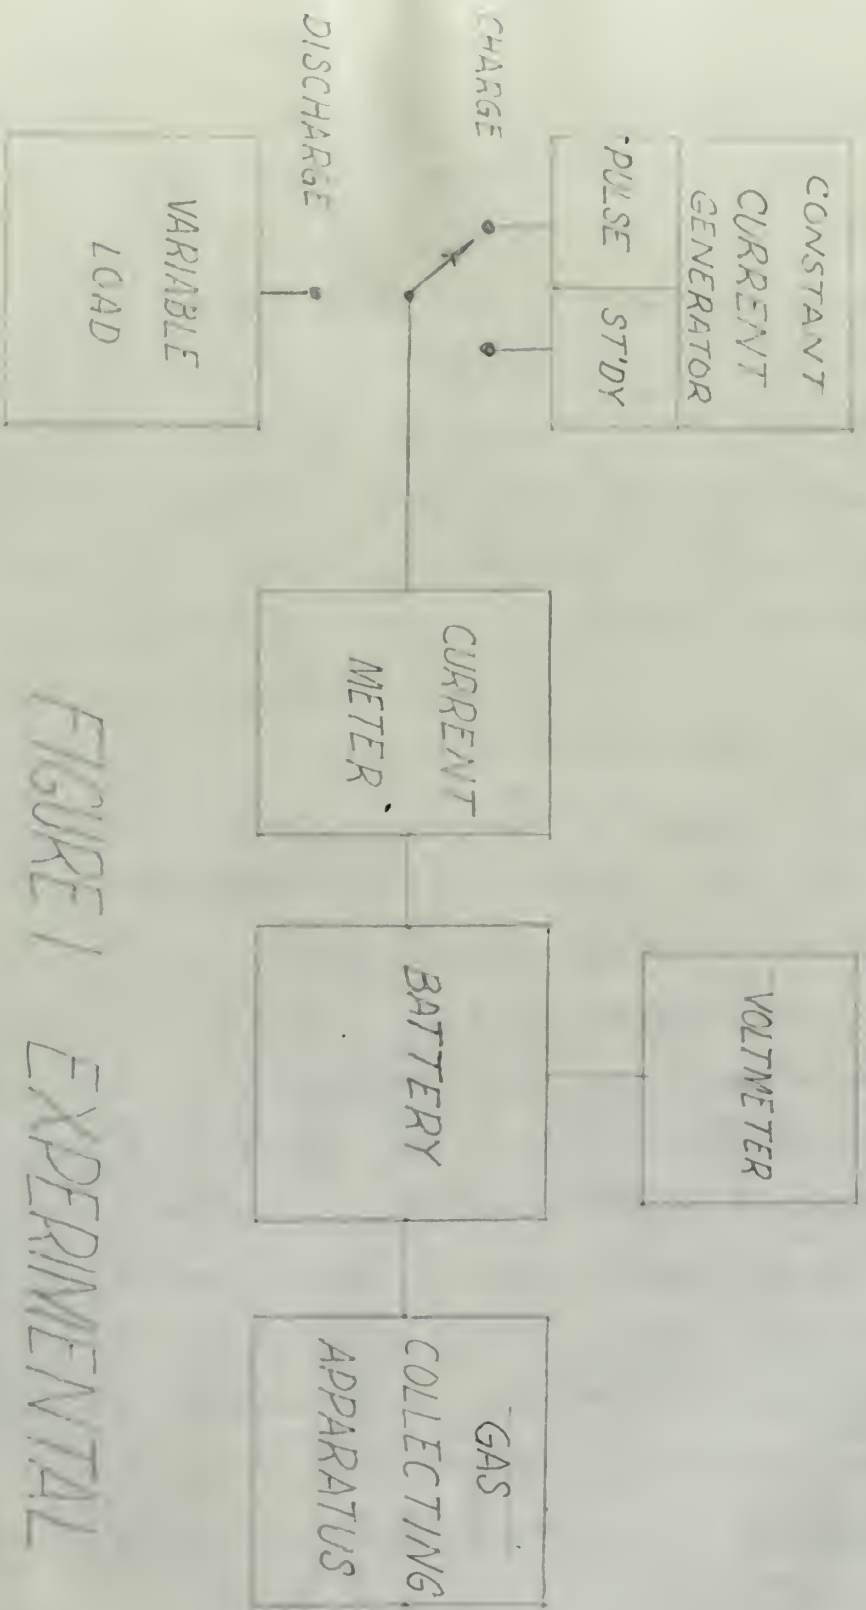 CONSTANT
CURRENT
GENERATOR
PULSE
ST'DY
CHARGE
DISCHARGE
VARIABLE
LOAD
CURRENT
METER
VOLTMETER
BATTERY
GAS
COLLECTING
APPARATUS
FIGURE 1 EXPERIMENTAL